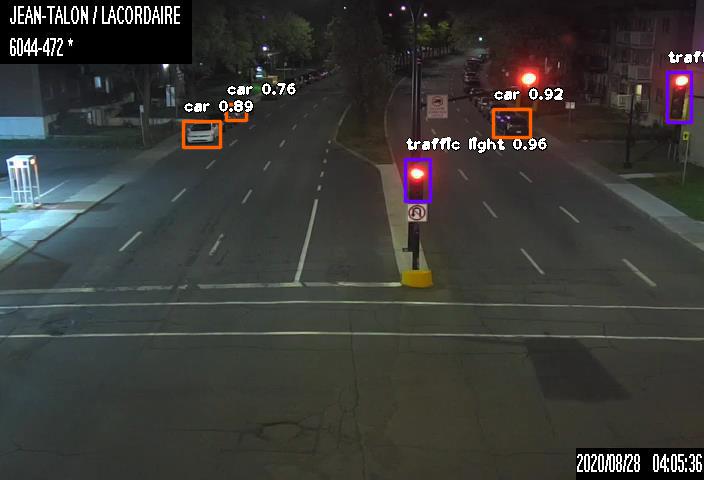 JEAN-TALON / LACORDAIRE
6044-472 *
traff
car 0.76
car 0.92
car 0.89
traffic light 0.96
2020/08/28 04:05:36